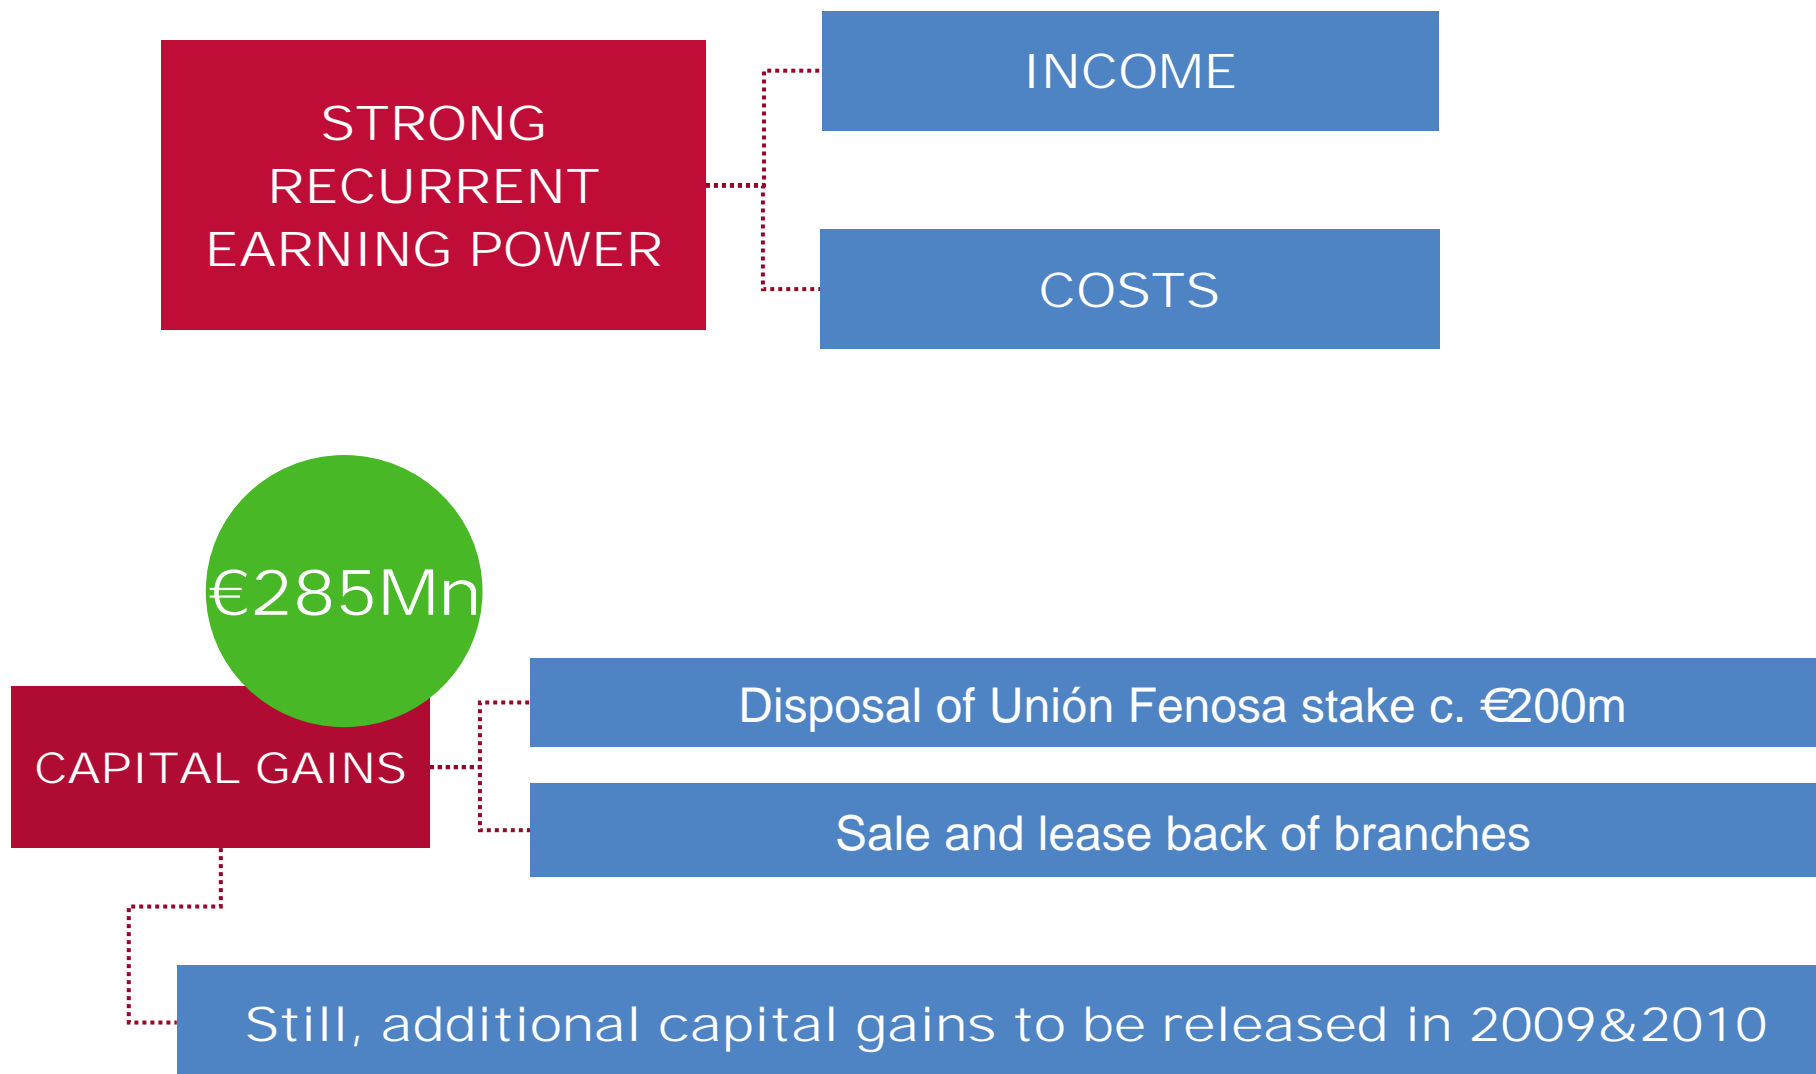 STRONG
RECURRENT
EARNING POWER
INCOME
COSTS
€285Mn
CAPITAL GAINS
Disposal of Unión Fenosa stake c. €200m
Sale and lease back of branches
Still, additional capital gains to be released in 2009&2010